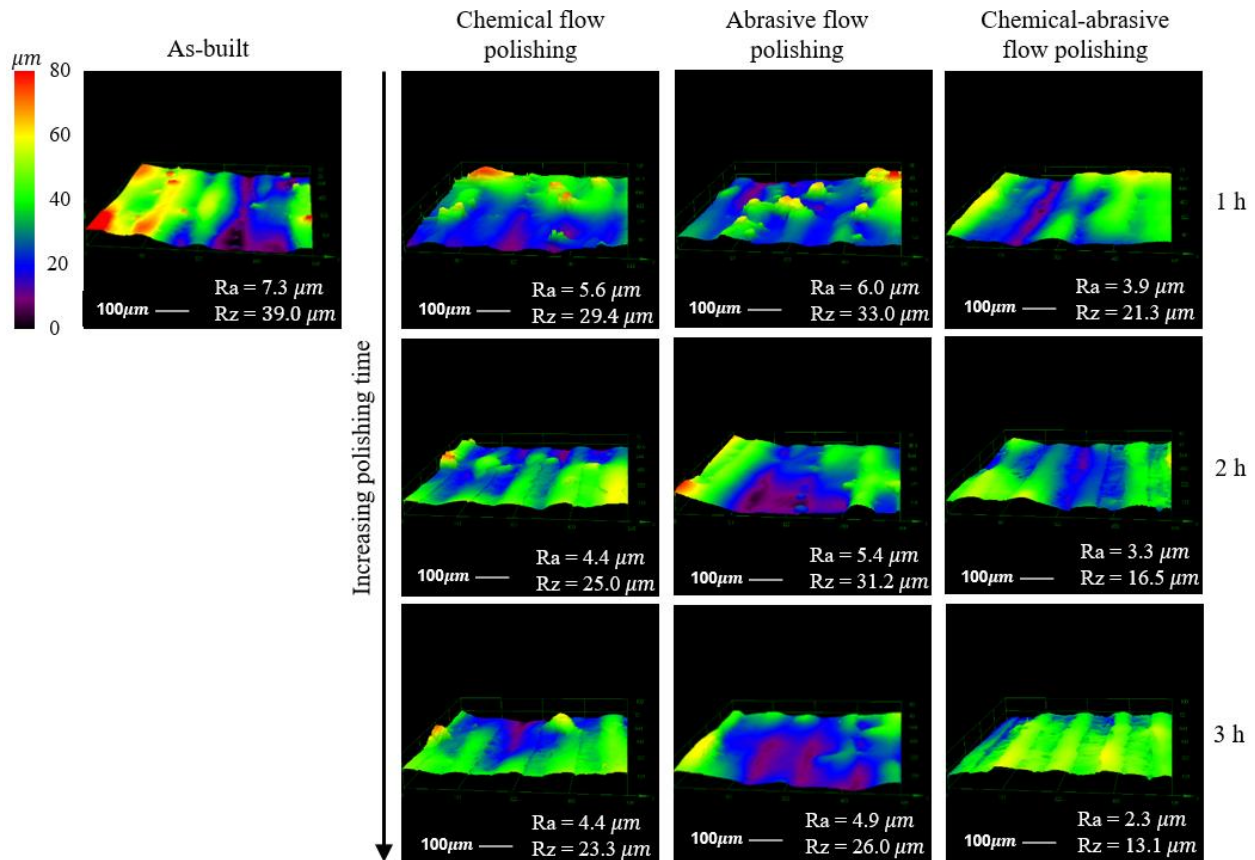 Chemical flow
polishing
Abrasive flow
polishing
Chemical-abrasive
flow polishing
As-built
μm
80
60
40
20
0
Ra = 7.3 μm
Rz = 39.0 μm
100μm
Ra = 5.6 μm
Rz = 29.4 μm
100μm
Ra = 6.0 μm
Rz = 33.0 μm
100μm
Ra = 3.9 μm
Rz = 21.3 μm
100μm
1 h
Increasing polishing time
Ra = 4.4 μm
Rz = 25.0 μm
100μm
Ra = 5.4 μm
Rz = 31.2 μm
100μm
Ra = 3.3 μm
Rz = 16.5 μm
100μm
2 h
Ra = 4.4 μm
Rz = 23.3 μm
100μm
Ra = 4.9 μm
Rz = 26.0 μm
100μm
Ra = 2.3 μm
Rz = 13.1 μm
100μm
3 h